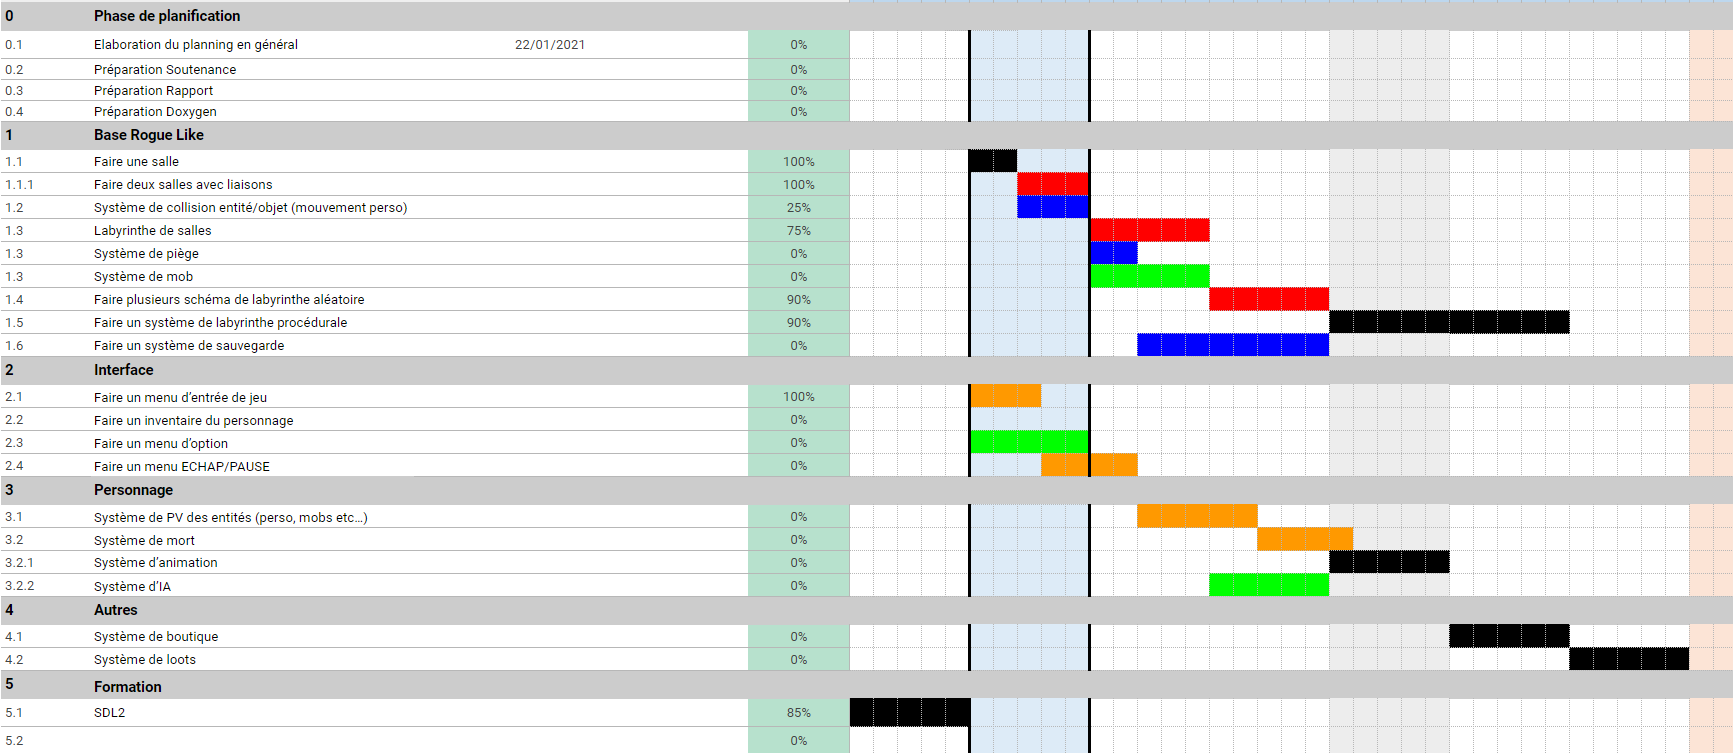 0 Phase de planification
0.1 Elaboration du planning en général 22/01/2021 0%
0.2 Préparation Soutenance 0%
0.3 Préparation Rapport 0%
0.4 Préparation Doxygen 0%
1 Base Rogue Like
1.1 Faire une salle 100%
1.1.1 Faire deux salles avec liaisons 100%
1.2 Système de collision entité/objet (mouvement perso) 25%
1.3 Labyrinthe de salles 75%
1.3 Système de piège 0%
1.3 Système de mob 0%
1.4 Faire plusieurs schéma de labyrinthe aléatoire 90%
1.5 Faire un système de labyrinthe procédurale 90%
1.6 Faire un système de sauvegarde 0%
2 Interface
2.1 Faire un menu d’entrée de jeu 100%
2.2 Faire un inventaire du personnage 0%
2.3 Faire un menu d’option 0%
2.4 Faire un menu ECHAP/PAUSE 0%
3 Personnage
3.1 Système de PV des entités (perso, mobs etc…) 0%
3.2 Système de mort 0%
3.2.1 Système d’animation 0%
3.2.2 Système d’IA 0%
4 Autres
4.1 Système de boutique 0%
4.2 Système de loots 0%
5 Formation
5.1 SDL2 85%
5.2 0%